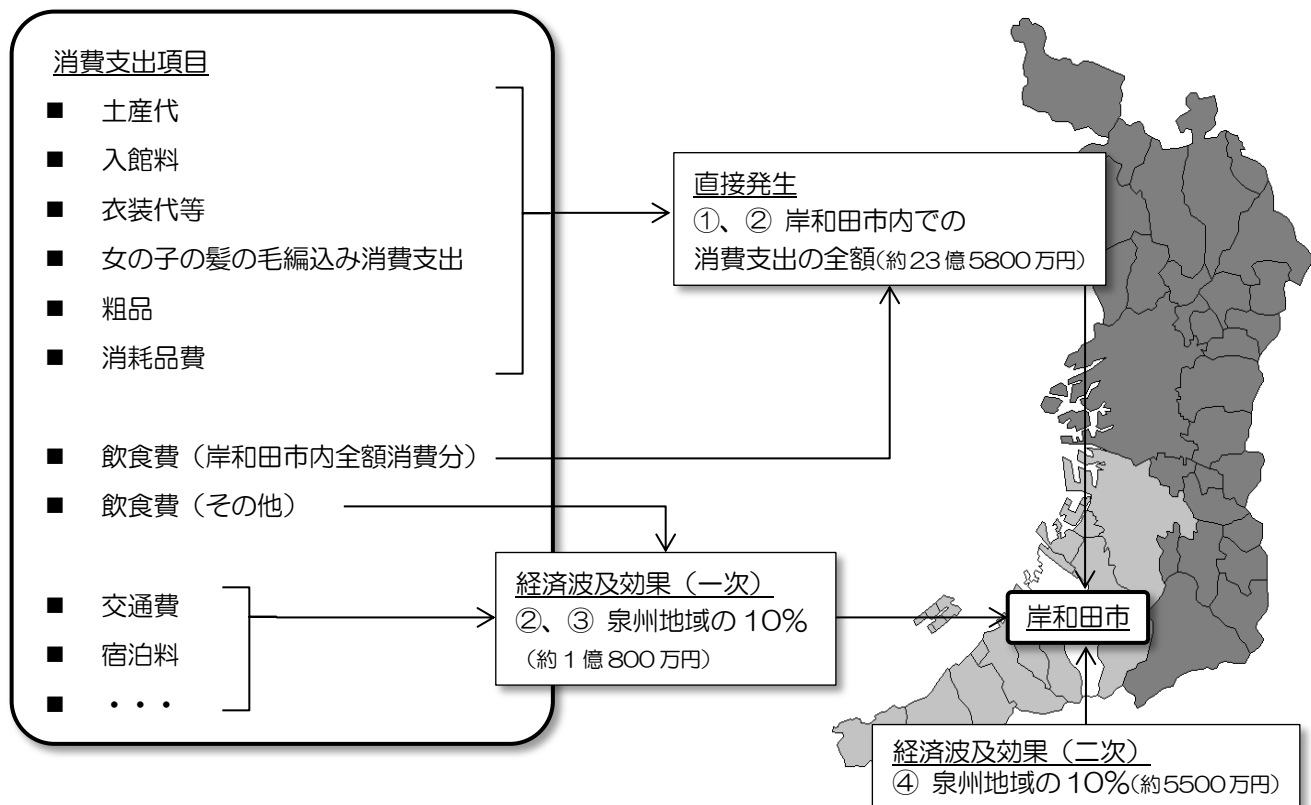 消費支出項目
■ 土産代
■ 入館料
■ 衣装代等
■ 女の子の髪の毛編込み消費支出
■ 粗品
■ 消耗品費
■ 飲食費（岸和田市内全額消費分）
■ 飲食費（その他）
■ 交通費
■ 宿泊料
■ ・・・
直接発生
①、② 岸和田市内での
消費支出の全額(約23億5800万円)
経済波及効果（一次）
②、③ 泉州地域の10%
（約1億800万円）
岸和田市
経済波及効果（二次）
④ 泉州地域の10%(約5500万円)